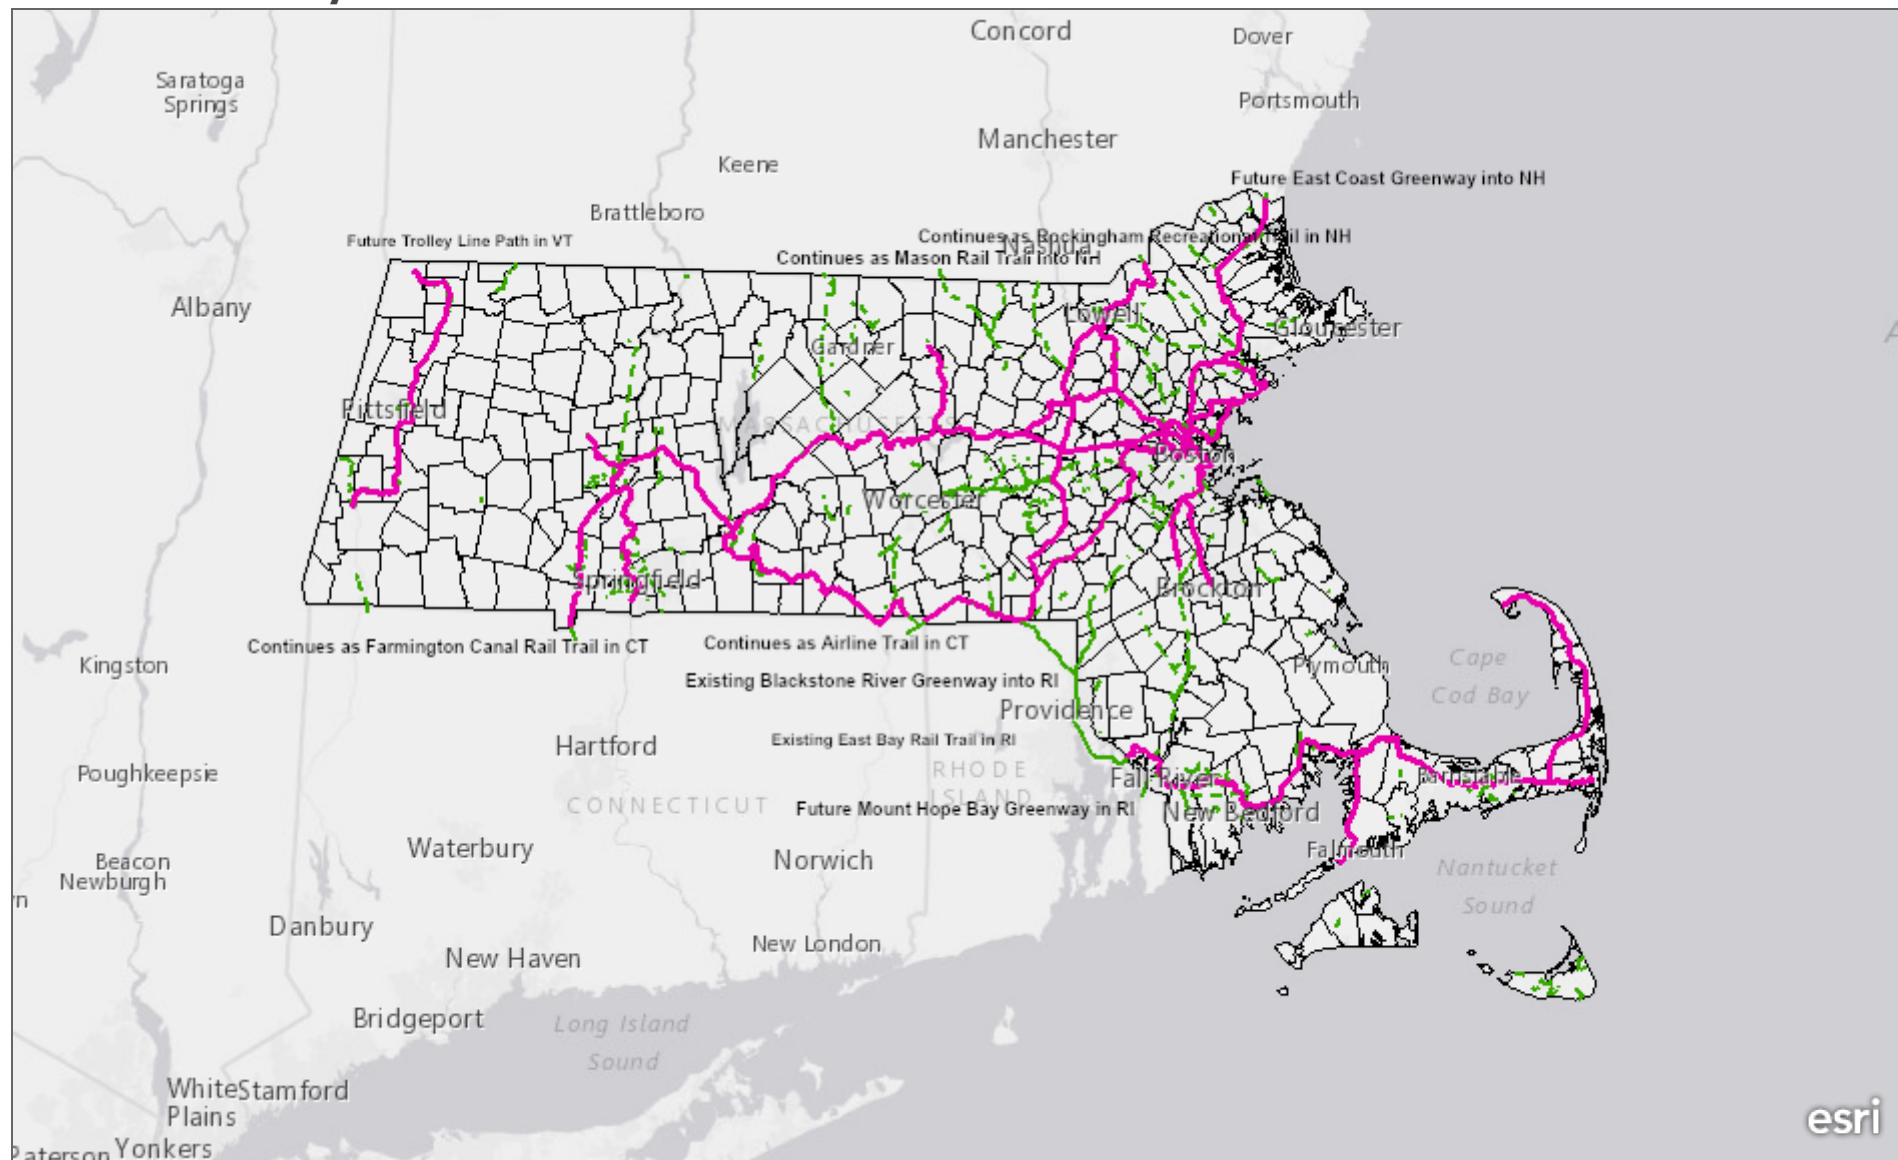 Concord
Dover
Saratoga
Springs
Portsmouth
Manchester
Keene
Future East Coast Greenway into NH
Brattleboro
Future Trolley Line Path in VT
Continues as Rockingham Recreational Trail in NH
Nashua
Continues as Mason Rail Trail into NH
Albany
Lowell
Gloucester
Gardner
Pittsfield
MASSACHUSETTS
Boston
Worcester
Springfield
Brockton
Continues as Farmington Canal Rail Trail in CT
Continues as Airline Trail in CT
Kingston
Plymouth
Cape
Cod Bay
Existing Blackstone River Greenway into RI
Providence
Hartford
Existing East Bay Rail Trail in RI
Poughkeepsie
RHODE
ISLAND
Fall River
Barnstable
CONNECTICUT
Future Mount Hope Bay Greenway in RI
New Bedford
Waterbury
Norwich
Falmouth
Beacon
Newburgh
Nantucket
Sound
Danbury
New Haven
New London
Bridgeport
Long Island
Sound
White
Plains
Stamford
Yonkers
Paterson
esri